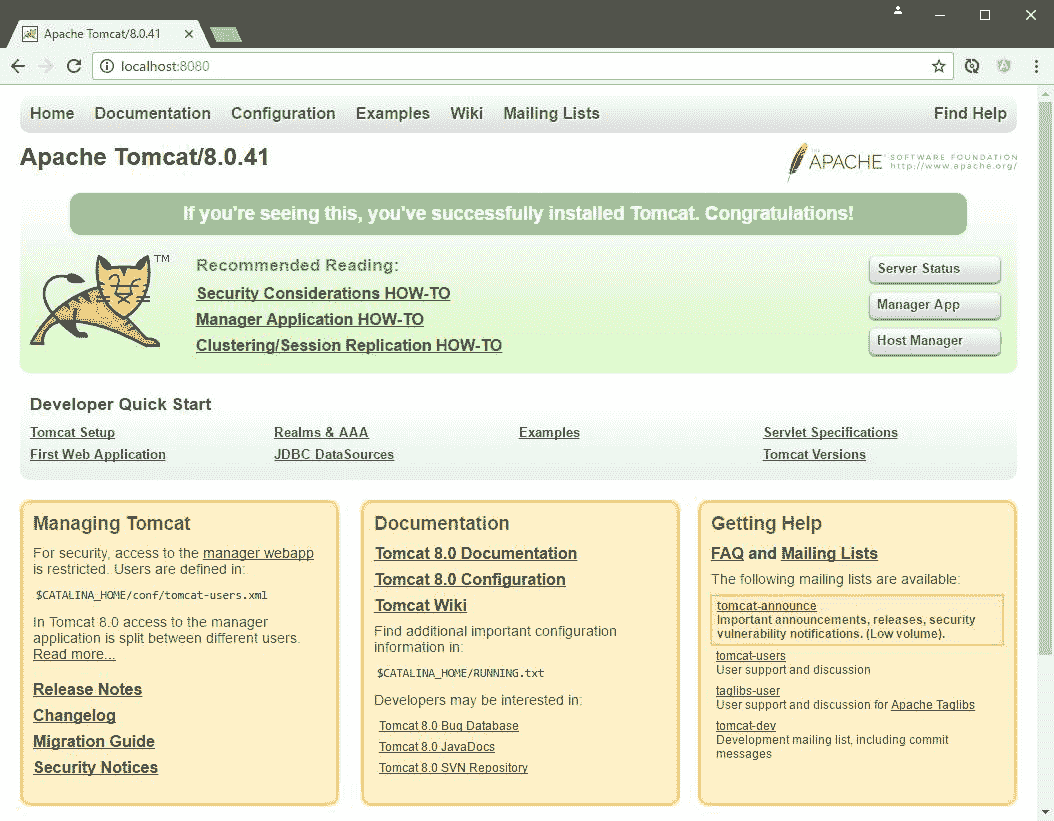 Apache Tomcat/8.0.41
localhost:8080
Home Documentation Configuration Examples Wiki Mailing Lists Find Help
Apache Tomcat/8.0.41
THE APACHE SOFTWARE FOUNDATION
http://www.apache.org/
If you're seeing this, you've successfully installed Tomcat. Congratulations!
TM
Recommended Reading:
Security Considerations HOW-TO
Manager Application HOW-TO
Clustering/Session Replication HOW-TO
Server Status
Manager App
Host Manager
Developer Quick Start
Tomcat Setup
First Web Application
Realms & AAA
JDBC DataSources
Examples
Servlet Specifications
Tomcat Versions
Managing Tomcat
For security, access to the manager webapp
is restricted. Users are defined in:
$CATALINA_HOME/conf/tomcat-users.xml
In Tomcat 8.0 access to the manager
application is split between different users.
Read more...
Release Notes
Changelog
Migration Guide
Security Notices
Documentation
Tomcat 8.0 Documentation
Tomcat 8.0 Configuration
Tomcat Wiki
Find additional important configuration
information in:
$CATALINA_HOME/RUNNING.txt
Developers may be interested in:
Tomcat 8.0 Bug Database
Tomcat 8.0 JavaDocs
Tomcat 8.0 SVN Repository
Getting Help
FAQ and Mailing Lists
The following mailing lists are available:
tomcat-announce
Important announcements, releases, security
vulnerability notifications. (Low volume).
tomcat-users
User support and discussion
taglibs-user
User support and discussion for Apache Taglibs
tomcat-dev
Development mailing list, including commit
messages